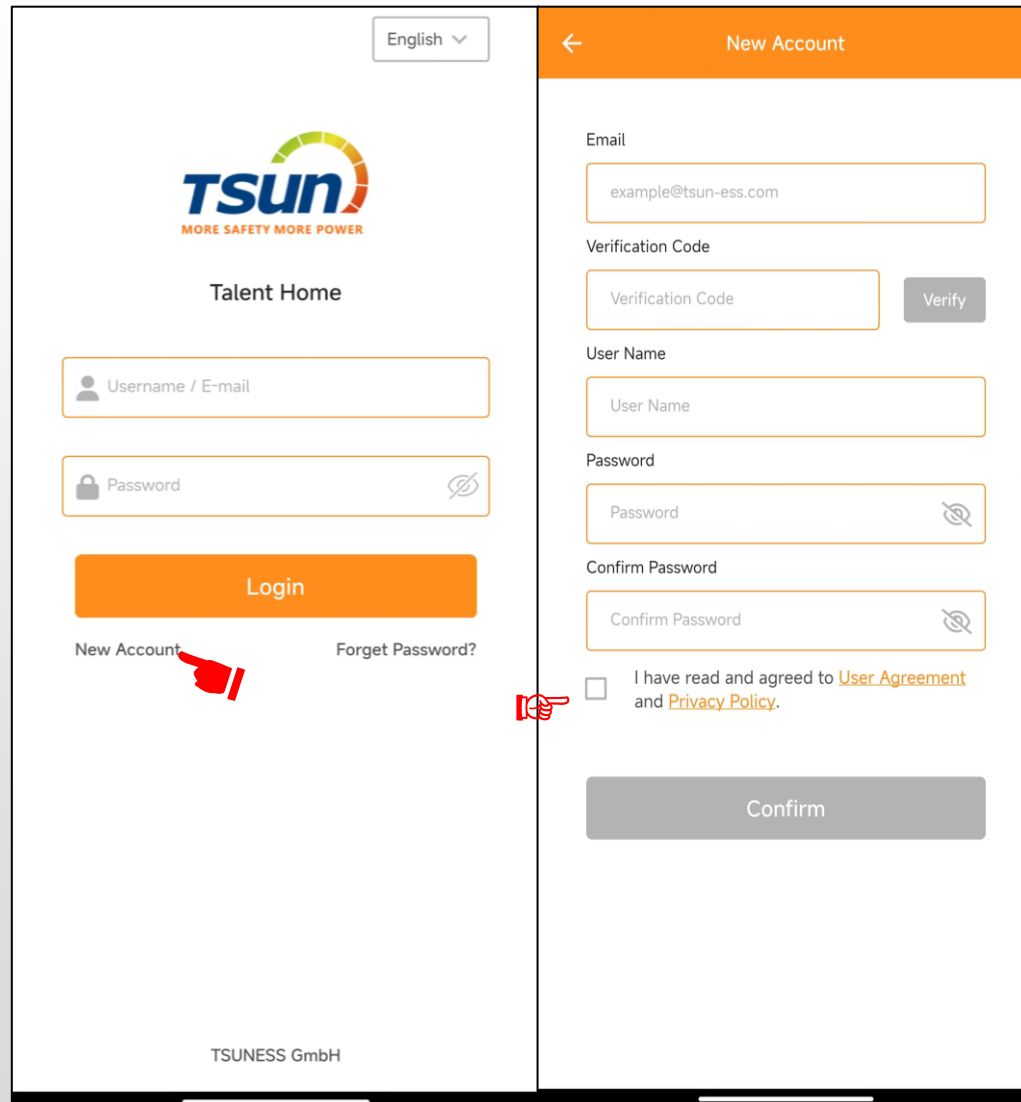 English
TSUN
MORE SAFETY MORE POWER
Talent Home
Username / E-mail
Password
Login
New Account
Forget Password?
TSUNESS GmbH
New Account
Email
example@tsun-ess.com
Verification Code
Verification Code
Verify
User Name
User Name
Password
Password
Confirm Password
Confirm Password
I have read and agreed to User Agreement
and Privacy Policy.
Confirm